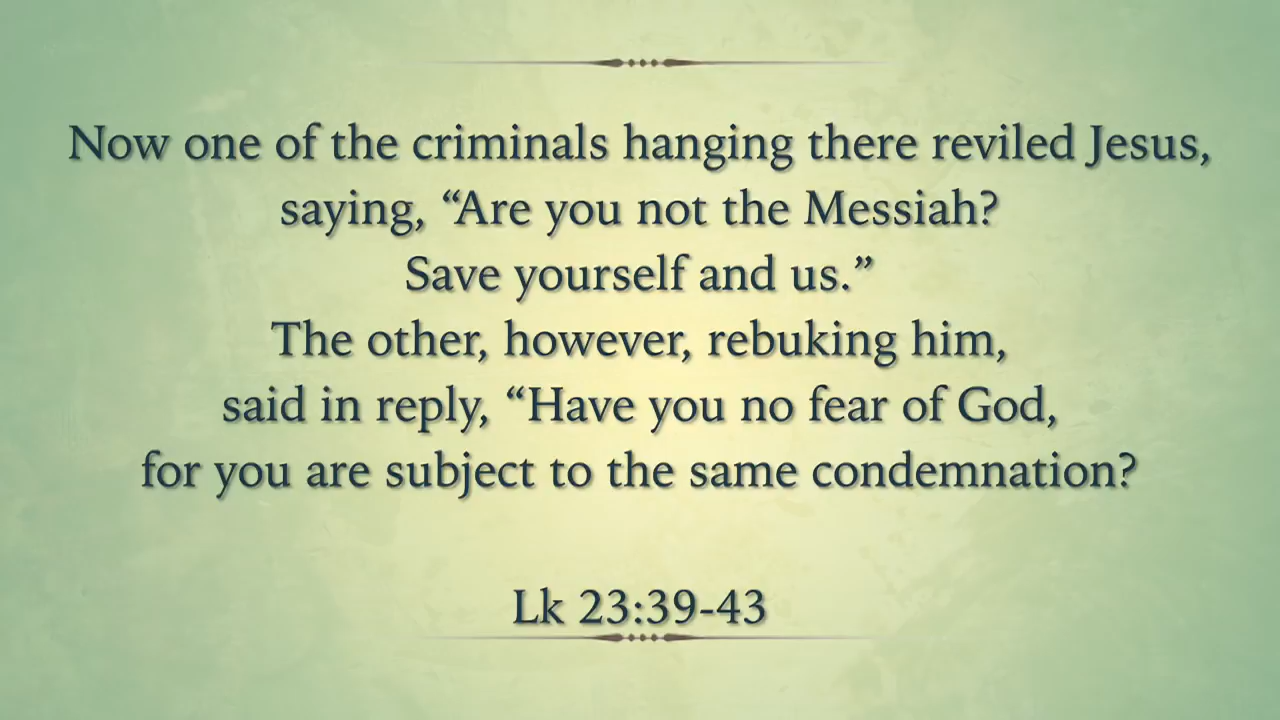 Now one of the criminals hanging there reviled Jesus,
saying, “Are you not the Messiah?
Save yourself and us.”
The other, however, rebuking him,
said in reply, “Have you no fear of God,
for you are subject to the same condemnation?
Lk 23:39-43